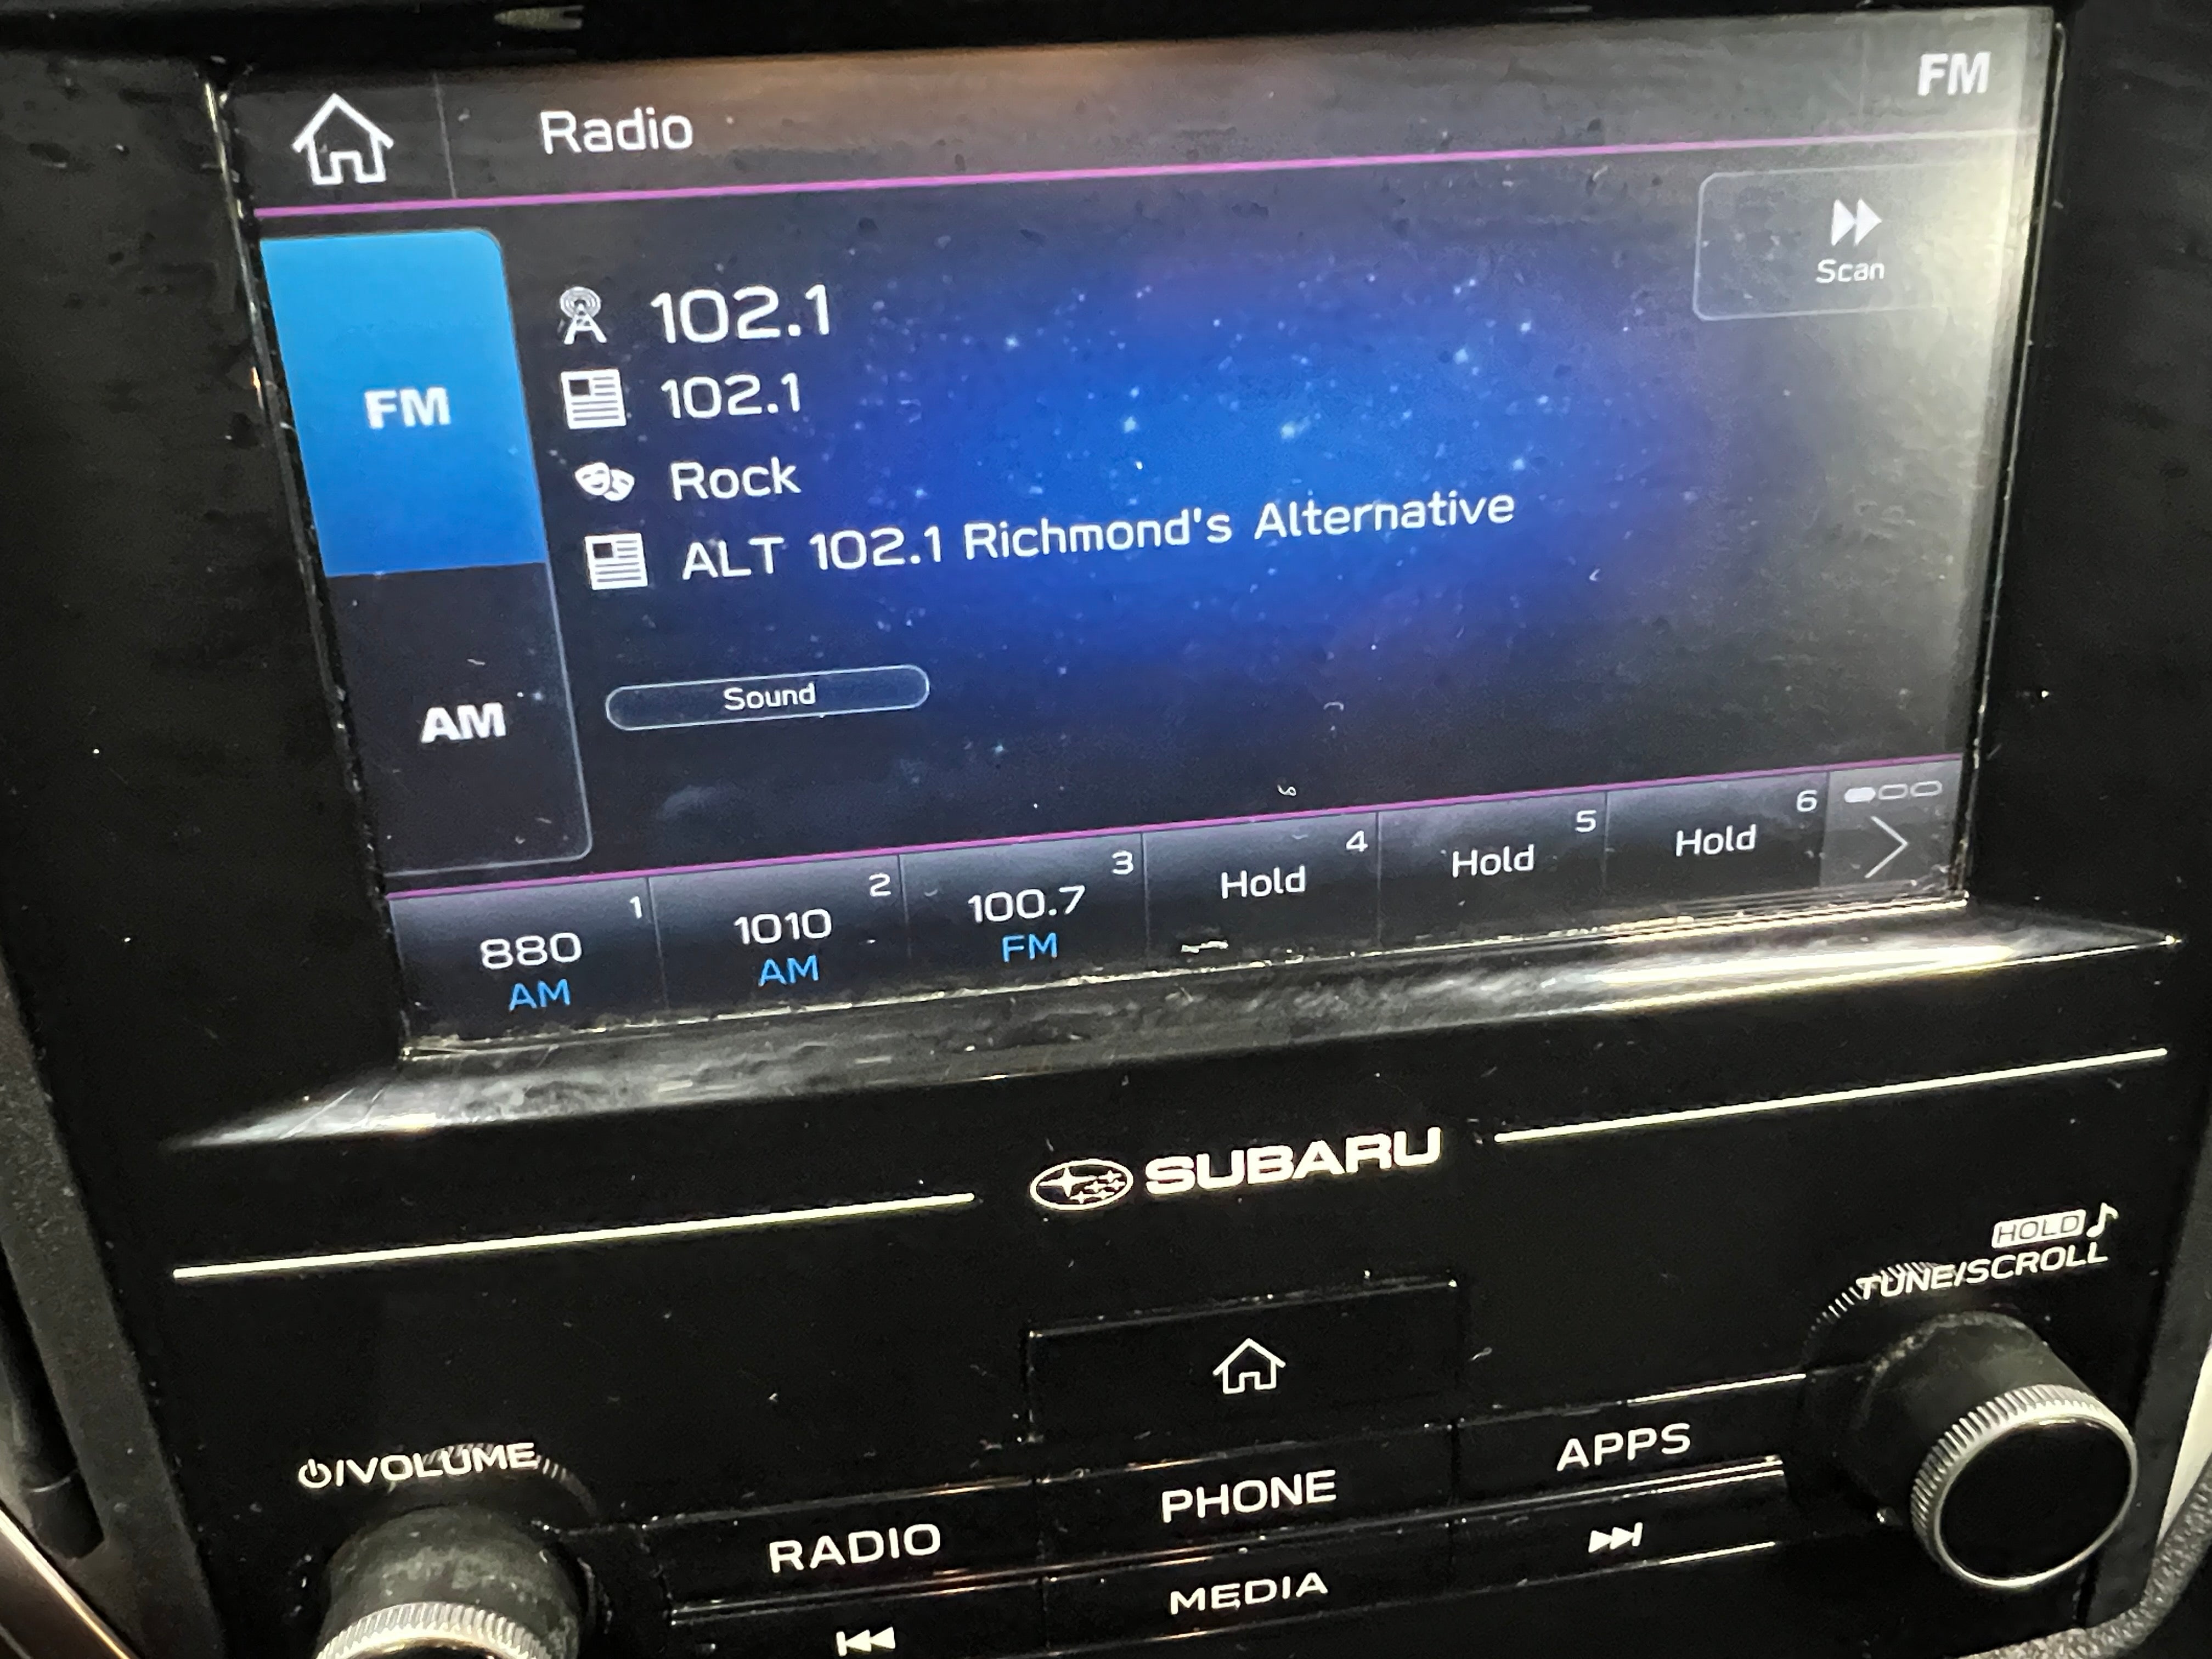 Radio
FM
Scan
FM
102.1
102.1
Rock
ALT 102.1 Richmond's Alternative
AM
Sound
1
880
AM
2
1010
AM
3
100.7
FM
4
Hold
5
Hold
6
Hold
SUBARU
HOLD
TUNE/SCROLL
/VOLUME
RADIO
PHONE
APPS
MEDIA